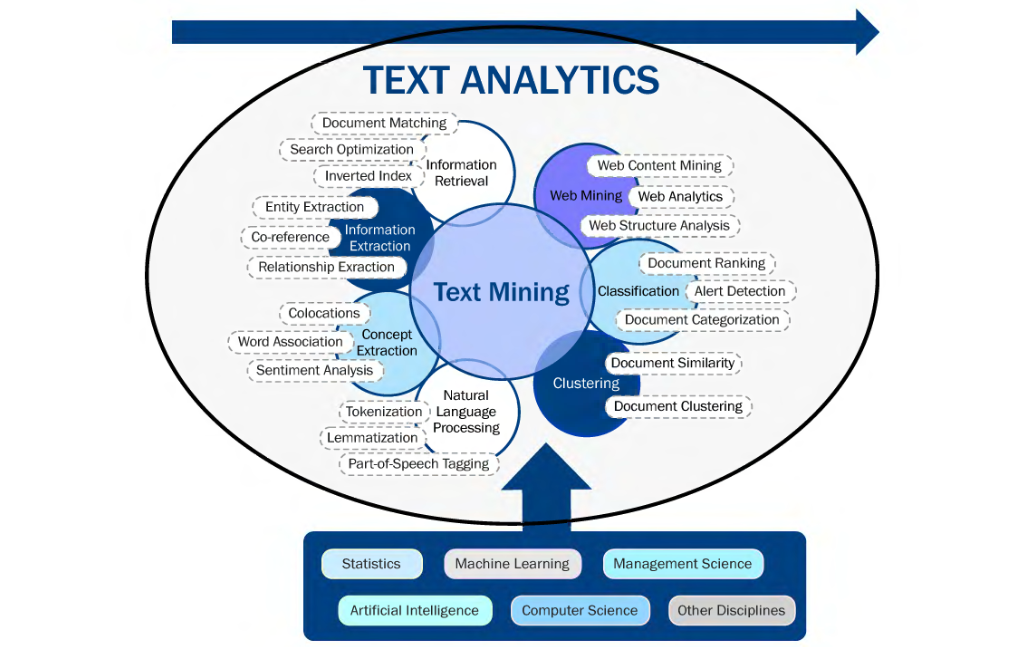 TEXT ANALYTICS
Document Matching
Search Optimization
Inverted Index
Information
Retrieval
Entity Extraction
Co-reference
Relationship Exraction
Information
Extraction
Colocations
Word Association
Sentiment Analysis
Concept
Extraction
Tokenization
Lemmatization
Part-of-Speech Tagging
Natural
Language
Processing
Text Mining
Web Mining
Web Content Mining
Web Analytics
Web Structure Analysis
Classification
Document Ranking
Alert Detection
Document Categorization
Clustering
Document Similarity
Document Clustering
Statistics
Machine Learning
Management Science
Artificial Intelligence
Computer Science
Other Disciplines